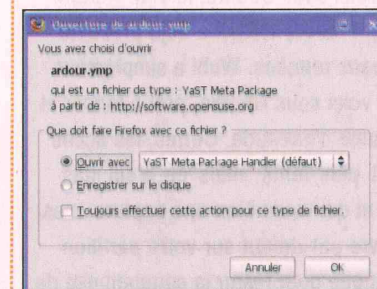 Ouverture de ardour.ymp
Vous avez choisi d'ouvrir
ardour.ymp
qui est un fichier de type : YaST Meta Package
à partir de : http://software.opensuse.org
Que doit faire Firefox avec ce fichier ?
Ouvrir avec YaST Meta Package Handler (défaut)
Enregistrer sur le disque
Toujours effectuer cette action pour ce type de fichier.
Annuler OK